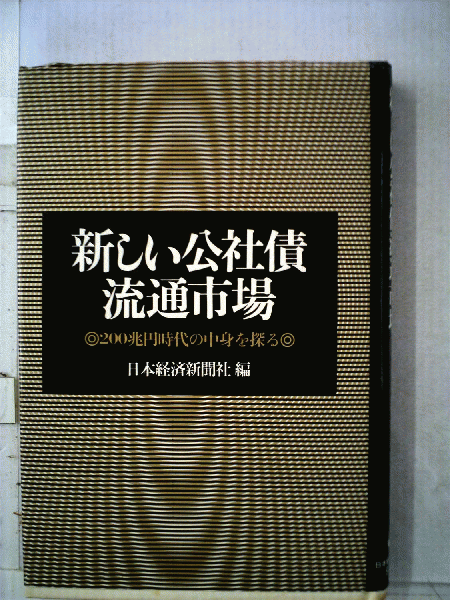 新しい公社債
流通市場
◎200兆円時代の中身を探る◎
日本経済新聞社 編